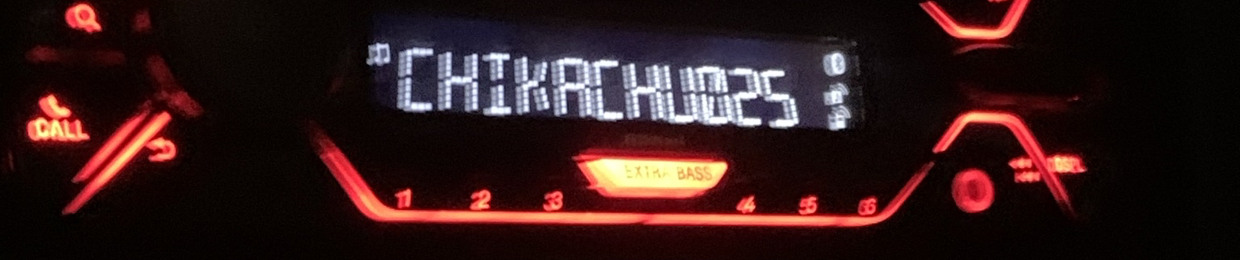 CHIKACHU025
CALL
EXTRA BASS
1 2 3 4 5 6